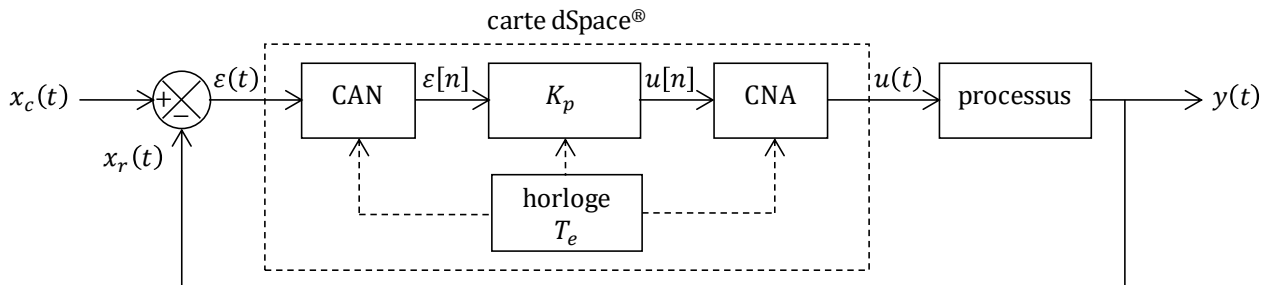 carte dSpace®
x_c(t)
+
−
ε(t)
CAN
ε[n]
K_p
u[n]
CNA
u(t)
processus
y(t)
x_r(t)
horloge
T_e